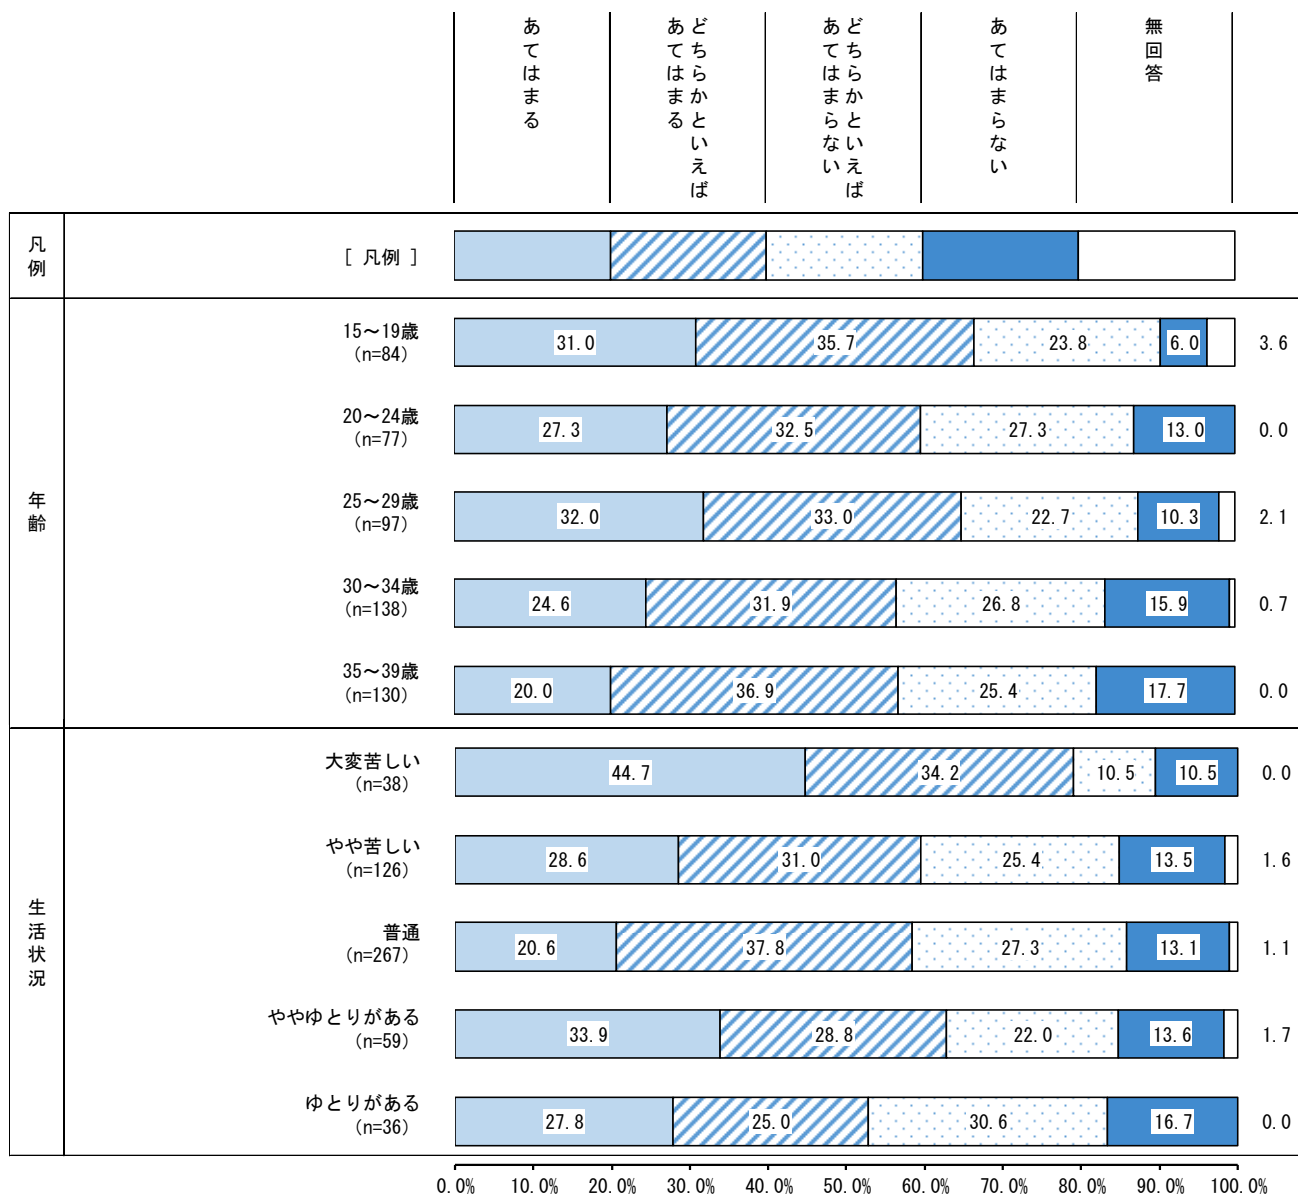 あてはまる
どちらかといえば
あてはまる
どちらかといえば
あてはまらない
あてはまらない
無回答
凡例
[ 凡例 ]
年齢
15～19歳
(n=84)
31.0 35.7 23.8 6.0 3.6
20～24歳
(n=77)
27.3 32.5 27.3 13.0 0.0
25～29歳
(n=97)
32.0 33.0 22.7 10.3 2.1
30～34歳
(n=138)
24.6 31.9 26.8 15.9 0.7
35～39歳
(n=130)
20.0 36.9 25.4 17.7 0.0
生活状況
大変苦しい
(n=38)
44.7 34.2 10.5 10.5 0.0
やや苦しい
(n=126)
28.6 31.0 25.4 13.5 1.6
普通
(n=267)
20.6 37.8 27.3 13.1 1.1
ややゆとりがある
(n=59)
33.9 28.8 22.0 13.6 1.7
ゆとりがある
(n=36)
27.8 25.0 30.6 16.7 0.0
0.0% 10.0% 20.0% 30.0% 40.0% 50.0% 60.0% 70.0% 80.0% 90.0% 100.0%